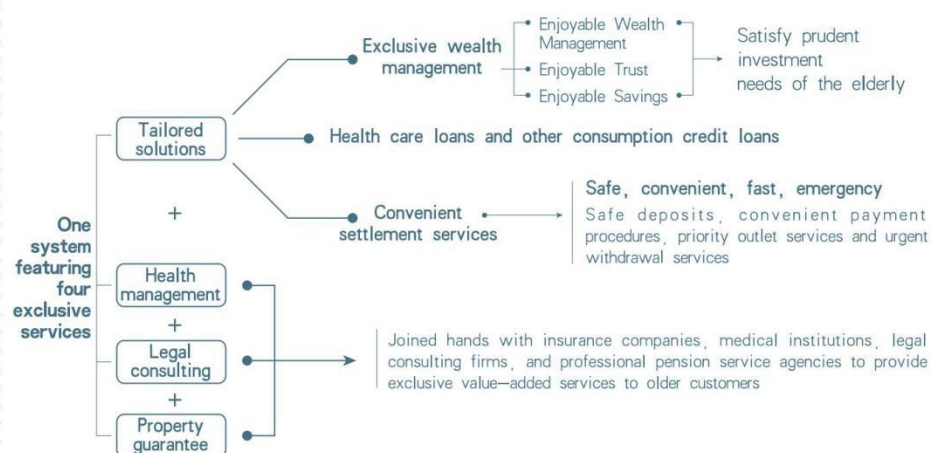 One
system
featuring
four
exclusive
services
Tailored
solutions
+
Health
management
+
Legal
consulting
+
Property
guarantee
Exclusive wealth
management
Enjoyable Wealth
Management
Enjoyable Trust
Enjoyable Savings
Satisfy prudent
investment
needs of the elderly
Health care loans and other consumption credit loans
Convenient
settlement services
Safe, convenient, fast, emergency
Safe deposits, convenient payment
procedures, priority outlet services and urgent
withdrawal services
Joined hands with insurance companies, medical institutions, legal
consulting firms, and professional pension service agencies to provide
exclusive value-added services to older customers